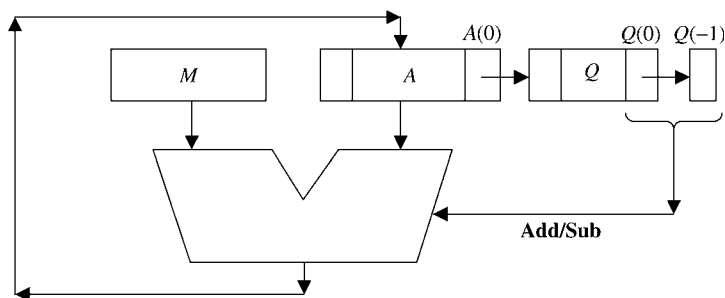 A(0)
Q(0)
Q(−1)
M
A
Q
Add/Sub